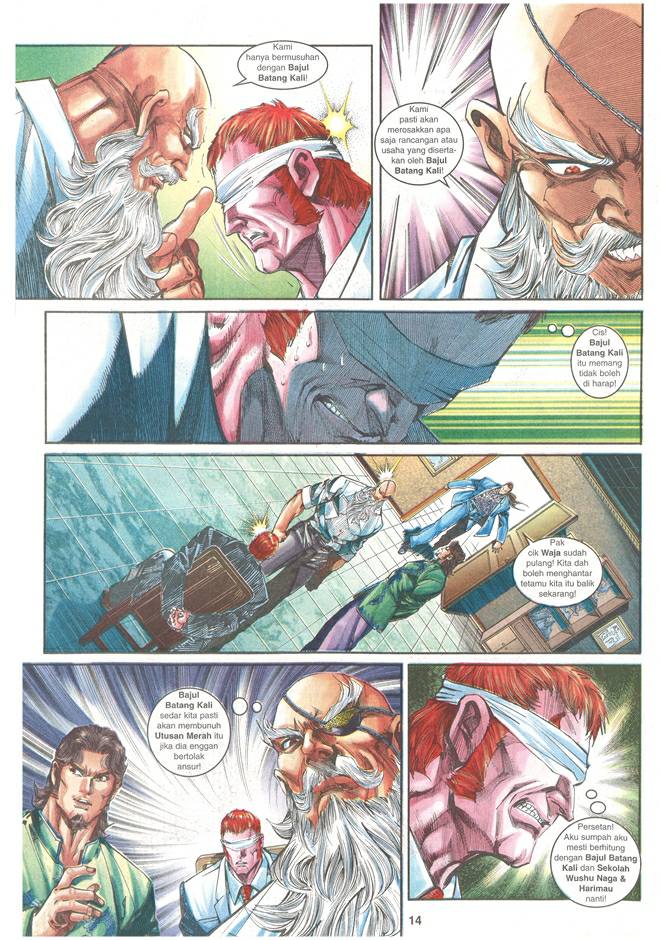 Kami
hanya bermusuhan
dengan Bajul
Batang Kali!
Kami
pasti akan
merosakkan apa
saja rancangan atau
usaha yang diserta-
kan oleh Bajul
Batang Kali!
Cis!
Bajul
Batang Kali
itu memang
tidak boleh
di harap!
Pak
cik Waja sudah
pulang! Kita dah
boleh menghantar
tetamu kita itu balik
sekarang!
Bajul
Batang Kali
sedar kita pasti
akan membunuh
Utusan Merah itu
jika dia enggan
bertolak
ansur!
Persetan!
Aku sumpah aku
mesti berhitung
dengan Bajul Batang
Kali dan Sekolah
Wushu Naga &
Harimau
nanti!
14